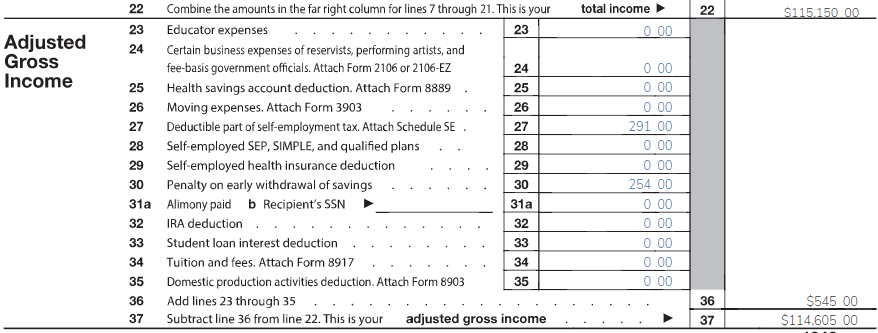 22 Combine the amounts in the far right column for lines 7 through 21. This is your total income ▶ 22 $115,150 00
Adjusted Gross Income
23 Educator expenses . . . . . . . . . . 23 0 00
24 Certain business expenses of reservists, performing artists, and
fee-basis government officials. Attach Form 2106 or 2106-EZ 24 0 00
25 Health savings account deduction. Attach Form 8889 . 25 0 00
26 Moving expenses. Attach Form 3903 . . . . . . 26 0 00
27 Deductible part of self-employment tax. Attach Schedule SE . 27 291 00
28 Self-employed SEP, SIMPLE, and qualified plans . . 28 0 00
29 Self-employed health insurance deduction . . . . 29 0 00
30 Penalty on early withdrawal of savings . . . . . . 30 254 00
31a Alimony paid b Recipient's SSN ▶ 31a 0 00
32 IRA deduction . . . . . . . . . . . . . 32 0 00
33 Student loan interest deduction . . . . . . . . 33 0 00
34 Tuition and fees. Attach Form 8917 . . . . . . . 34 0 00
35 Domestic production activities deduction. Attach Form 8903 35 0 00
36 Add lines 23 through 35 . . . . . . . . . . . . . . . . . . 36 $545 00
37 Subtract line 36 from line 22. This is your adjusted gross income . . . . . ▶ 37 $114,605 00